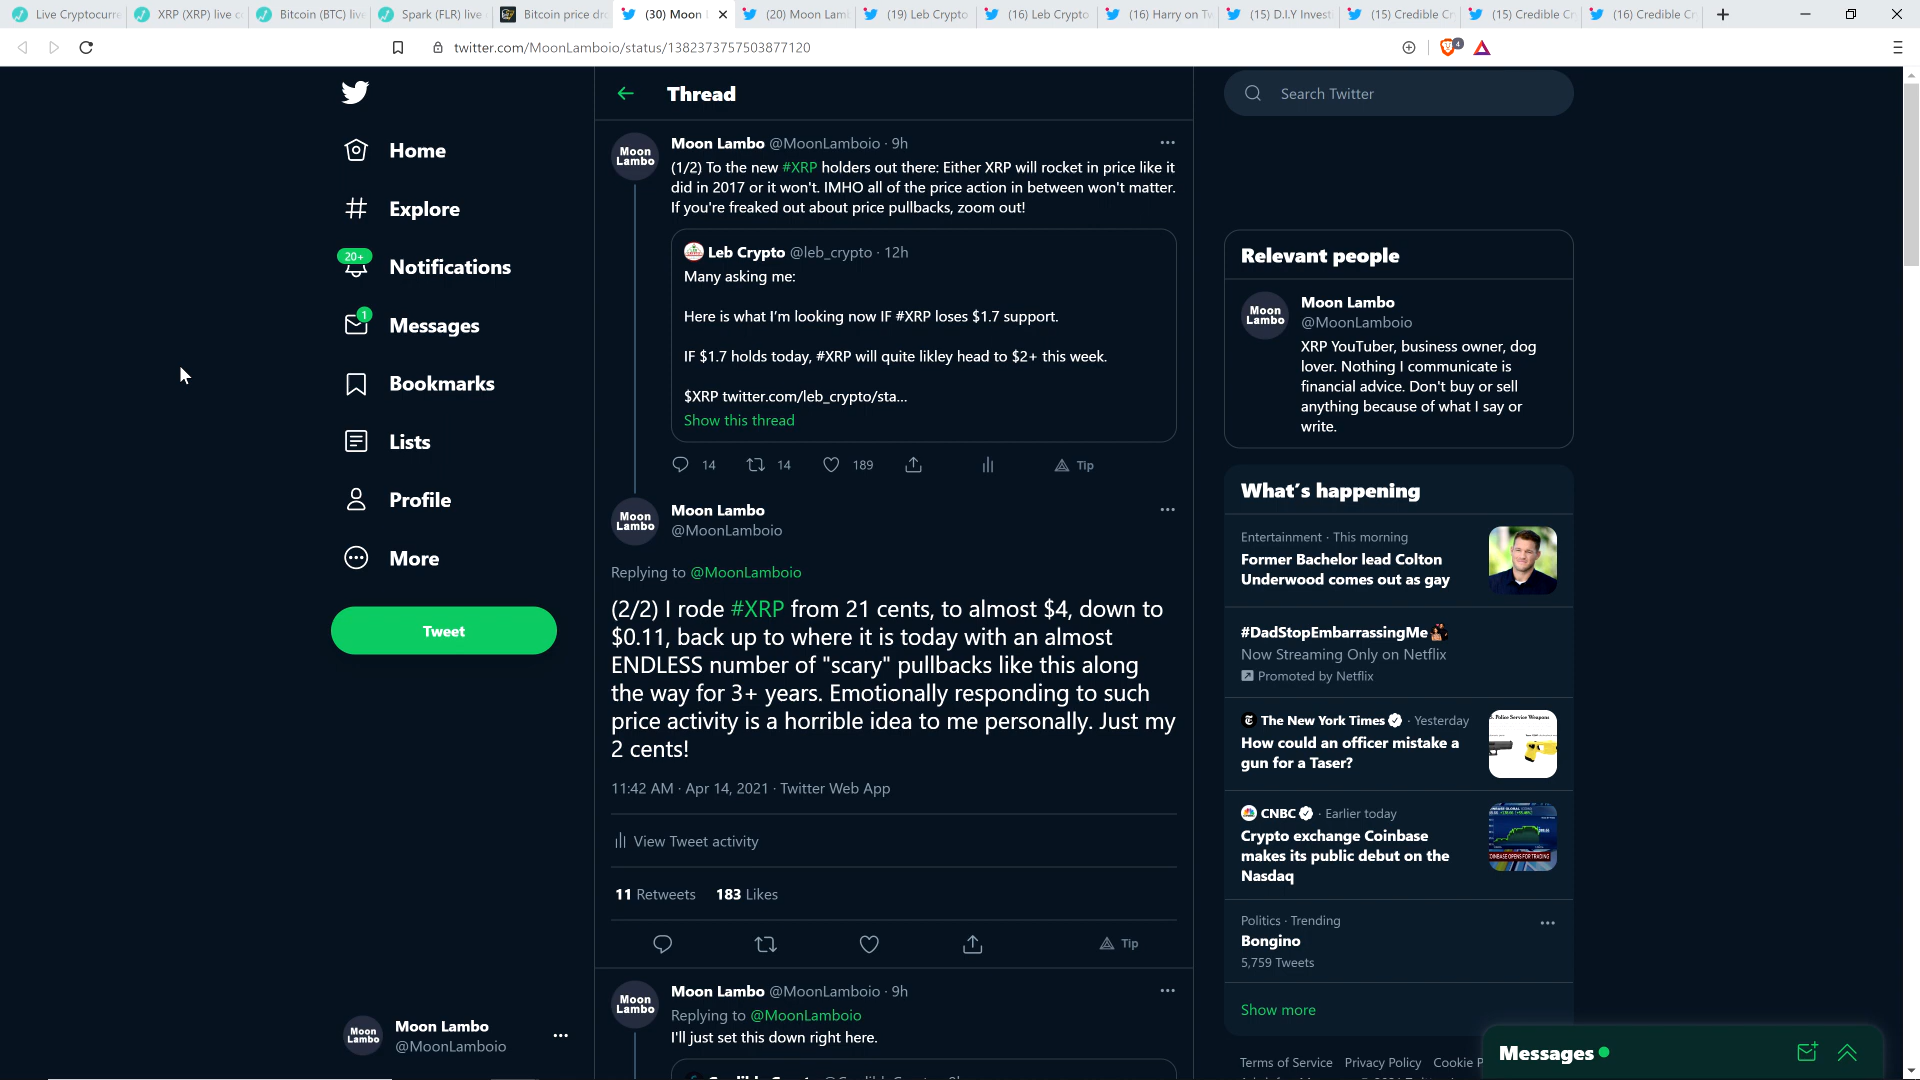 Live Cryptocurre
XRP (XRP) live c
Bitcoin (BTC) live
Spark (FLR) live
Bitcoin price dr
(30) Moon L
(20) Moon Lam
(19) Leb Crypto
(16) Leb Crypto
(16) Harry on Tw
(15) D.I.Y Invest
(15) Credible Cr
(15) Credible Cr
(16) Credible Cr
twitter.com/MoonLamboio/status/1382373757503877120
4
Home
Explore
20+
Notifications
1
Messages
Bookmarks
Lists
Profile
More
Tweet
Moon Lambo
Moon Lambo
@MoonLamboio
Thread
Moon Lambo
Moon Lambo @MoonLamboio · 9h
(1/2) To the new #XRP holders out there: Either XRP will rocket in price like it
did in 2017 or it won't. IMHO all of the price action in between won't matter.
If you're freaked out about price pullbacks, zoom out!
Leb Crypto @leb_crypto · 12h
Many asking me:
Here is what I'm looking now IF #XRP loses $1.7 support.
IF $1.7 holds today, #XRP will quite likley head to $2+ this week.
$XRP twitter.com/leb_crypto/sta...
Show this thread
14 14 189 Tip
Moon Lambo
Moon Lambo
@MoonLamboio
Replying to @MoonLamboio
(2/2) I rode #XRP from 21 cents, to almost $4, down to
$0.11, back up to where it is today with an almost
ENDLESS number of "scary" pullbacks like this along
the way for 3+ years. Emotionally responding to such
price activity is a horrible idea to me personally. Just my
2 cents!
11:42 AM · Apr 14, 2021 · Twitter Web App
View Tweet activity
11 Retweets 183 Likes
Tip
Moon Lambo
Moon Lambo @MoonLamboio · 9h
Replying to @MoonLamboio
I'll just set this down right here.
Search Twitter
Relevant people
Moon Lambo
Moon Lambo
@MoonLamboio
XRP YouTuber, business owner, dog
lover. Nothing I communicate is
financial advice. Don't buy or sell
anything because of what I say or
write.
What's happening
Entertainment · This morning
Former Bachelor lead Colton
Underwood comes out as gay
#DadStopEmbarrassingMe
Now Streaming Only on Netflix
Promoted by Netflix
The New York Times · Yesterday
How could an officer mistake a
gun for a Taser?
CNBC · Earlier today
Crypto exchange Coinbase
makes its public debut on the
Nasdaq
Politics · Trending
Bongino
5,759 Tweets
Show more
Terms of Service Privacy Policy Cookie P
Messages